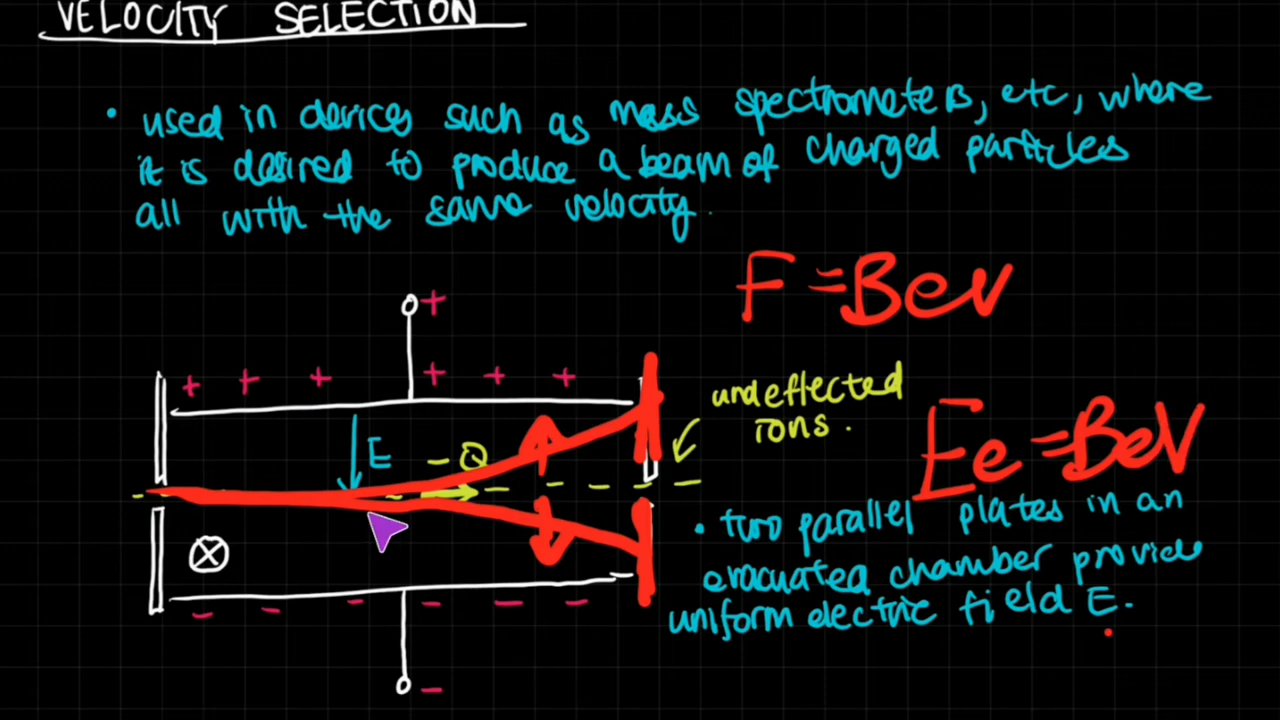 VELOCITY SELECTION
• used in devices such as mass spectrometers, etc, where
it is desired to produce a beam of charged particles
all with the same velocity.
F = Bev
+
+ + + + + +
undeflected
ions.
E
- Q
Ee = Bev
• two parallel plates in an
evacuated chamber provide
uniform electric field E.
- - - - - -
-